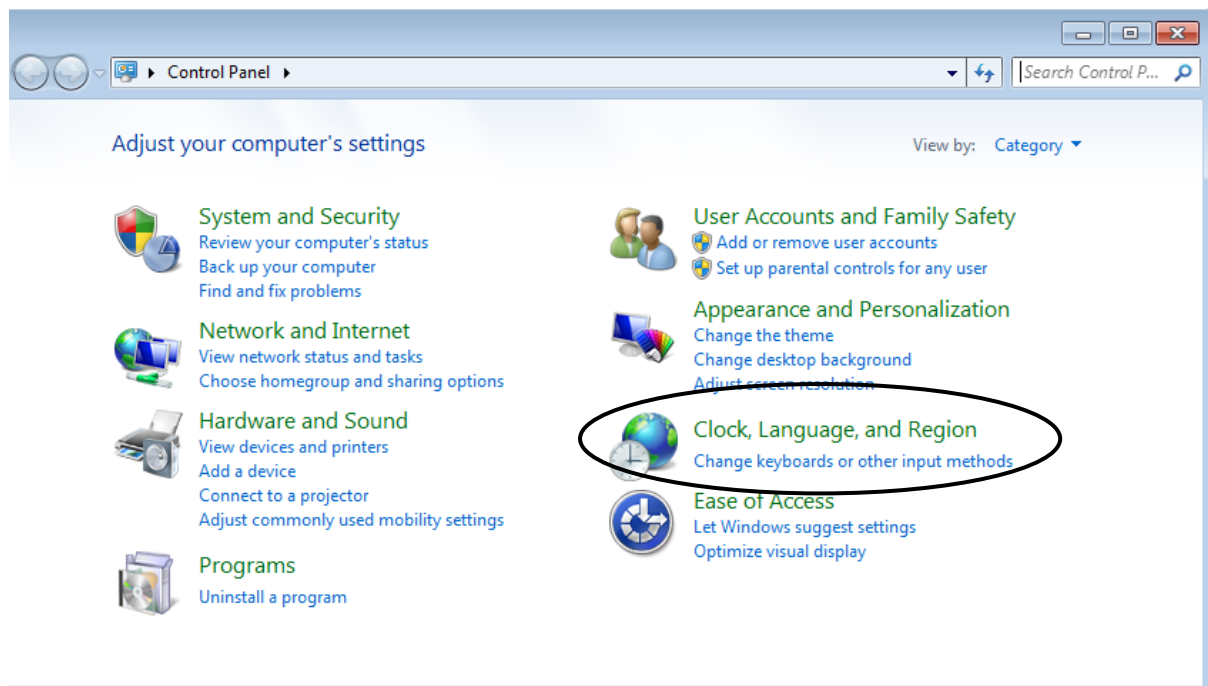 Control Panel
Search Control P...
Adjust your computer's settings
View by: Category
System and Security
Review your computer's status
Back up your computer
Find and fix problems
Network and Internet
View network status and tasks
Choose homegroup and sharing options
Hardware and Sound
View devices and printers
Add a device
Connect to a projector
Adjust commonly used mobility settings
Programs
Uninstall a program
User Accounts and Family Safety
Add or remove user accounts
Set up parental controls for any user
Appearance and Personalization
Change the theme
Change desktop background
Adjust screen resolution
Clock, Language, and Region
Change keyboards or other input methods
Ease of Access
Let Windows suggest settings
Optimize visual display